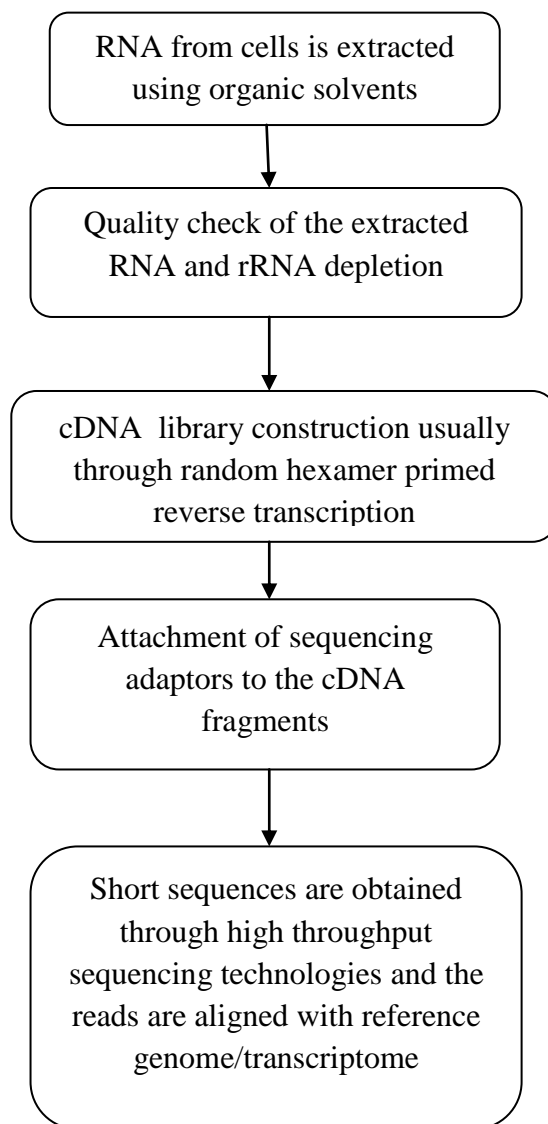 RNA from cells is extracted
using organic solvents
Quality check of the extracted
RNA and rRNA depletion
cDNA  library construction usually
through random hexamer primed
reverse transcription
Attachment of sequencing
adaptors to the cDNA
fragments
Short sequences are obtained
through high throughput
sequencing technologies and the
reads are aligned with reference
genome/transcriptome